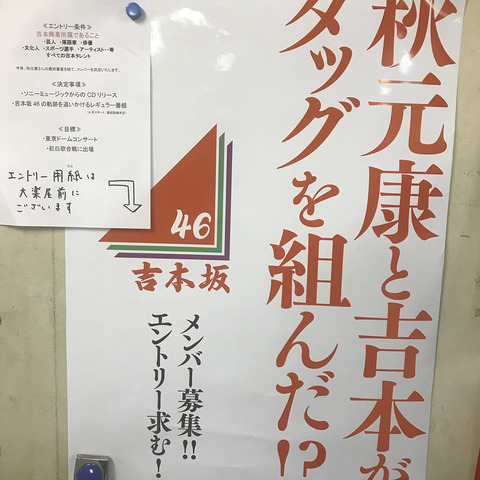 ≪エントリー条件≫
吉本興業所属であること
・芸人 ・落語家 ・俳優
・文化人 ・スポーツ選手 ・アーティスト・・等
すべての吉本タレント
≪決定事項≫
・ソニーミュージックからのCDリリース
・吉本坂46の軌跡を追いかけるレギュラー番組
≪目標≫
・東京ドームコンサート
・紅白歌合戦に出場
エントリー用紙は
大楽屋前に
ございます
秋元康と吉本が
タッグを組んだ!?
46
吉本坂
メンバー募集!!
エントリー求む!